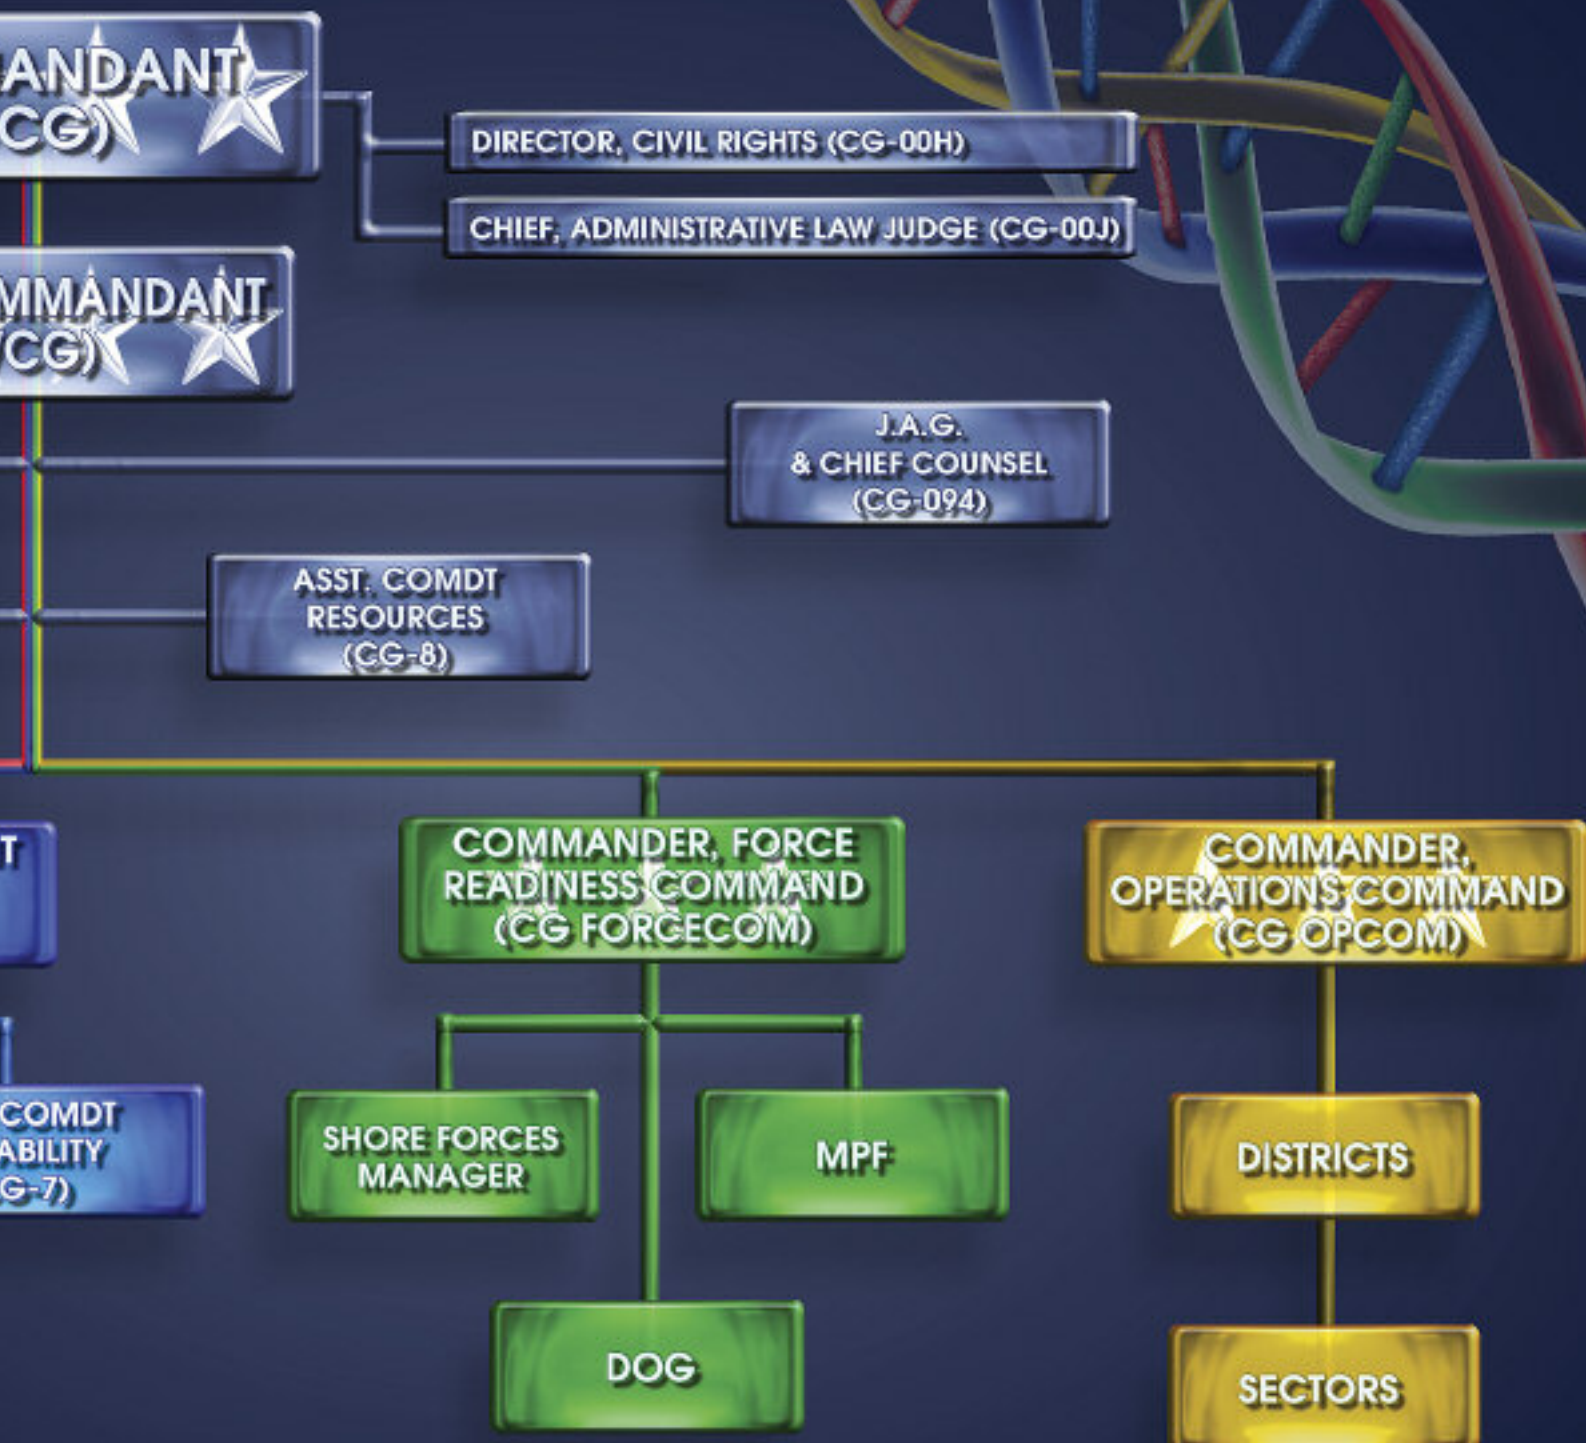 ANDANT
CG)
DIRECTOR, CIVIL RIGHTS (CG-00H)
CHIEF, ADMINISTRATIVE LAW JUDGE (CG-00J)
MMANDANT
CG)
J.A.G.
& CHIEF COUNSEL
(CG-094)
ASST. COMDT
RESOURCES
(CG-8)
T
COMMANDER, FORCE
READINESS COMMAND
(CG FORCECOM)
COMMANDER,
OPERATIONS COMMAND
(CG OPCOM)
COMDT
ABILITY
G-7)
SHORE FORCES
MANAGER
MPF
DISTRICTS
DOG
SECTORS